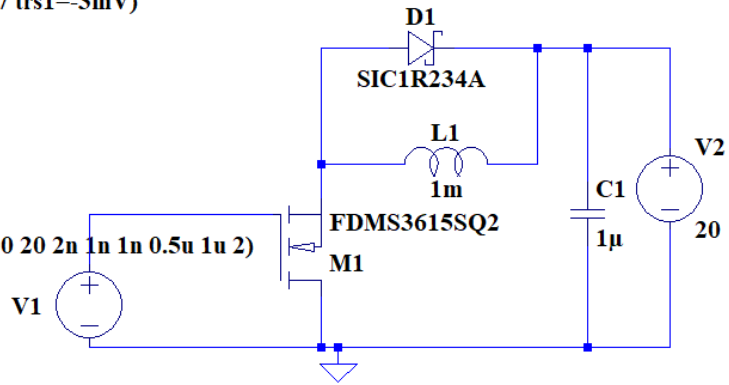 trs1=-3mV)
D1
SIC1R234A
L1
V2
1m
C1
FDMS3615SQ2
20
0 20 2n 1n 1n 0.5u 1u 2)
1µ
M1
V1